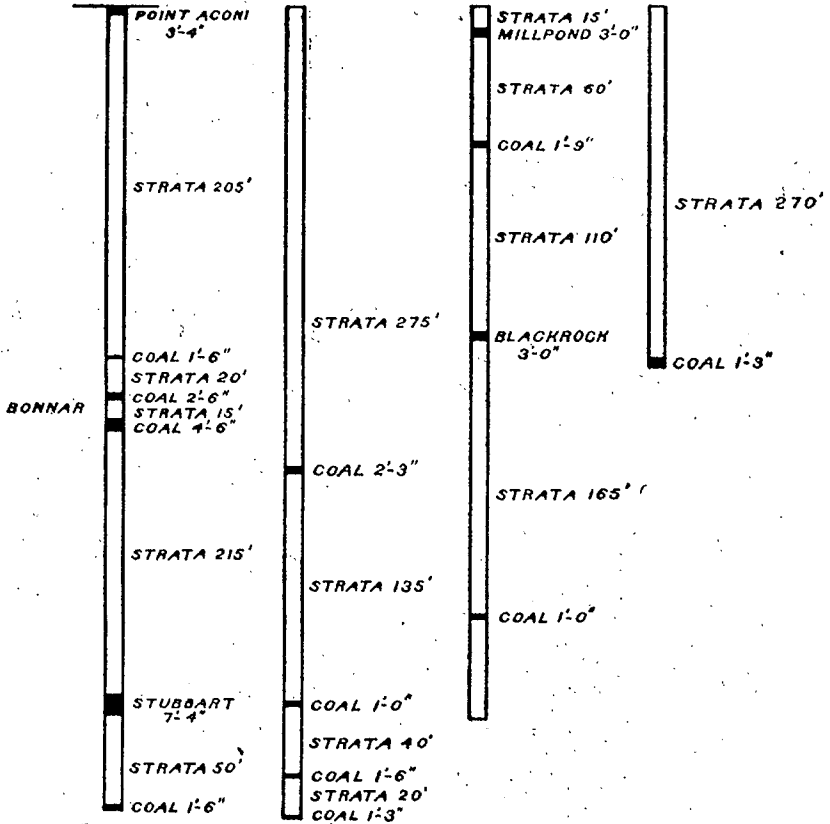 POINT ACONI
3'-4"
STRATA 205'
COAL 1'-6"
STRATA 20'
COAL 2'-6"
BONNAR
STRATA 15'
COAL 4'-6"
STRATA 215'
STUBBART
7'-4"
STRATA 50'
COAL 1'-6"
STRATA 275'
COAL 2'-3"
STRATA 135'
COAL 1'-0"
STRATA 40'
COAL 1'-6"
STRATA 20'
COAL 1'-3"
STRATA 15'
MILLPOND 3'-0"
STRATA 60'
COAL 1'-9"
STRATA 110'
BLACKROCK
3'-0"
STRATA 165'
COAL 1'-0"
STRATA 270'
COAL 1'-3"